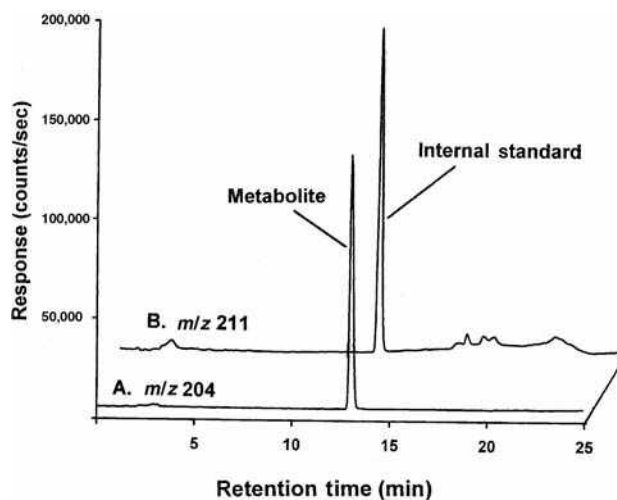 200,000
150,000
100,000
50,000
Response (counts/sec)
Internal standard
Metabolite
B. m/z 211
A. m/z 204
5 10 15 20 25
Retention time (min)